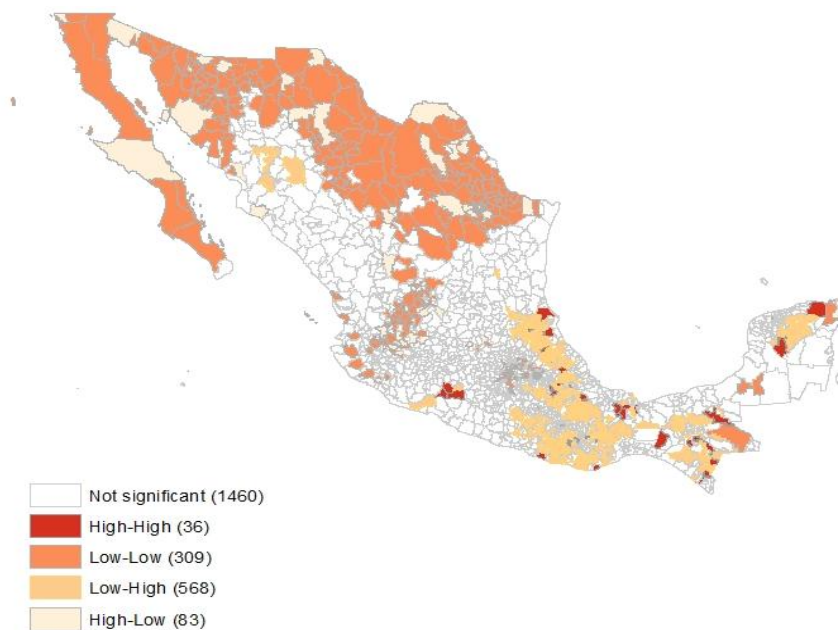 Not significant (1460)
High-High (36)
Low-Low (309)
Low-High (568)
High-Low (83)